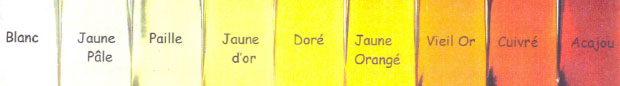 Blanc
Jaune
Pâle
Paille
Jaune
d'or
Doré
Jaune
Orangé
Vieil Or
Cuivré
Acajou